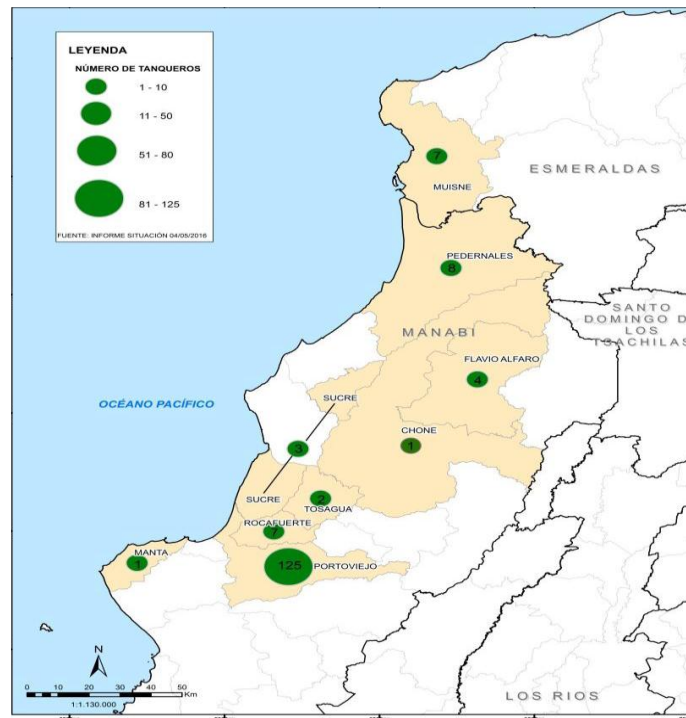 LEYENDA
NÚMERO DE TANQUEROS
1 - 10
11 - 50
51 - 80
81 - 125
FUENTE: INFORME SITUACIÓN 04/05/2016
7
MUISNE
ESMERALDAS
PEDERNALES
8
SANTO
DOMINGO D
LOS
TSACHILAS
MANABI
FLAVIO ALFARO
4
OCÉANO PACÍFICO
SUCRE
CHONE
1
3
SUCRE
2
TOSAGUA
ROCAFUERTE
7
MANTA
1
125
PORTOVIEJO
N
0
10
20
30
40
50
Km
1:1.130.000
LOS RIOS